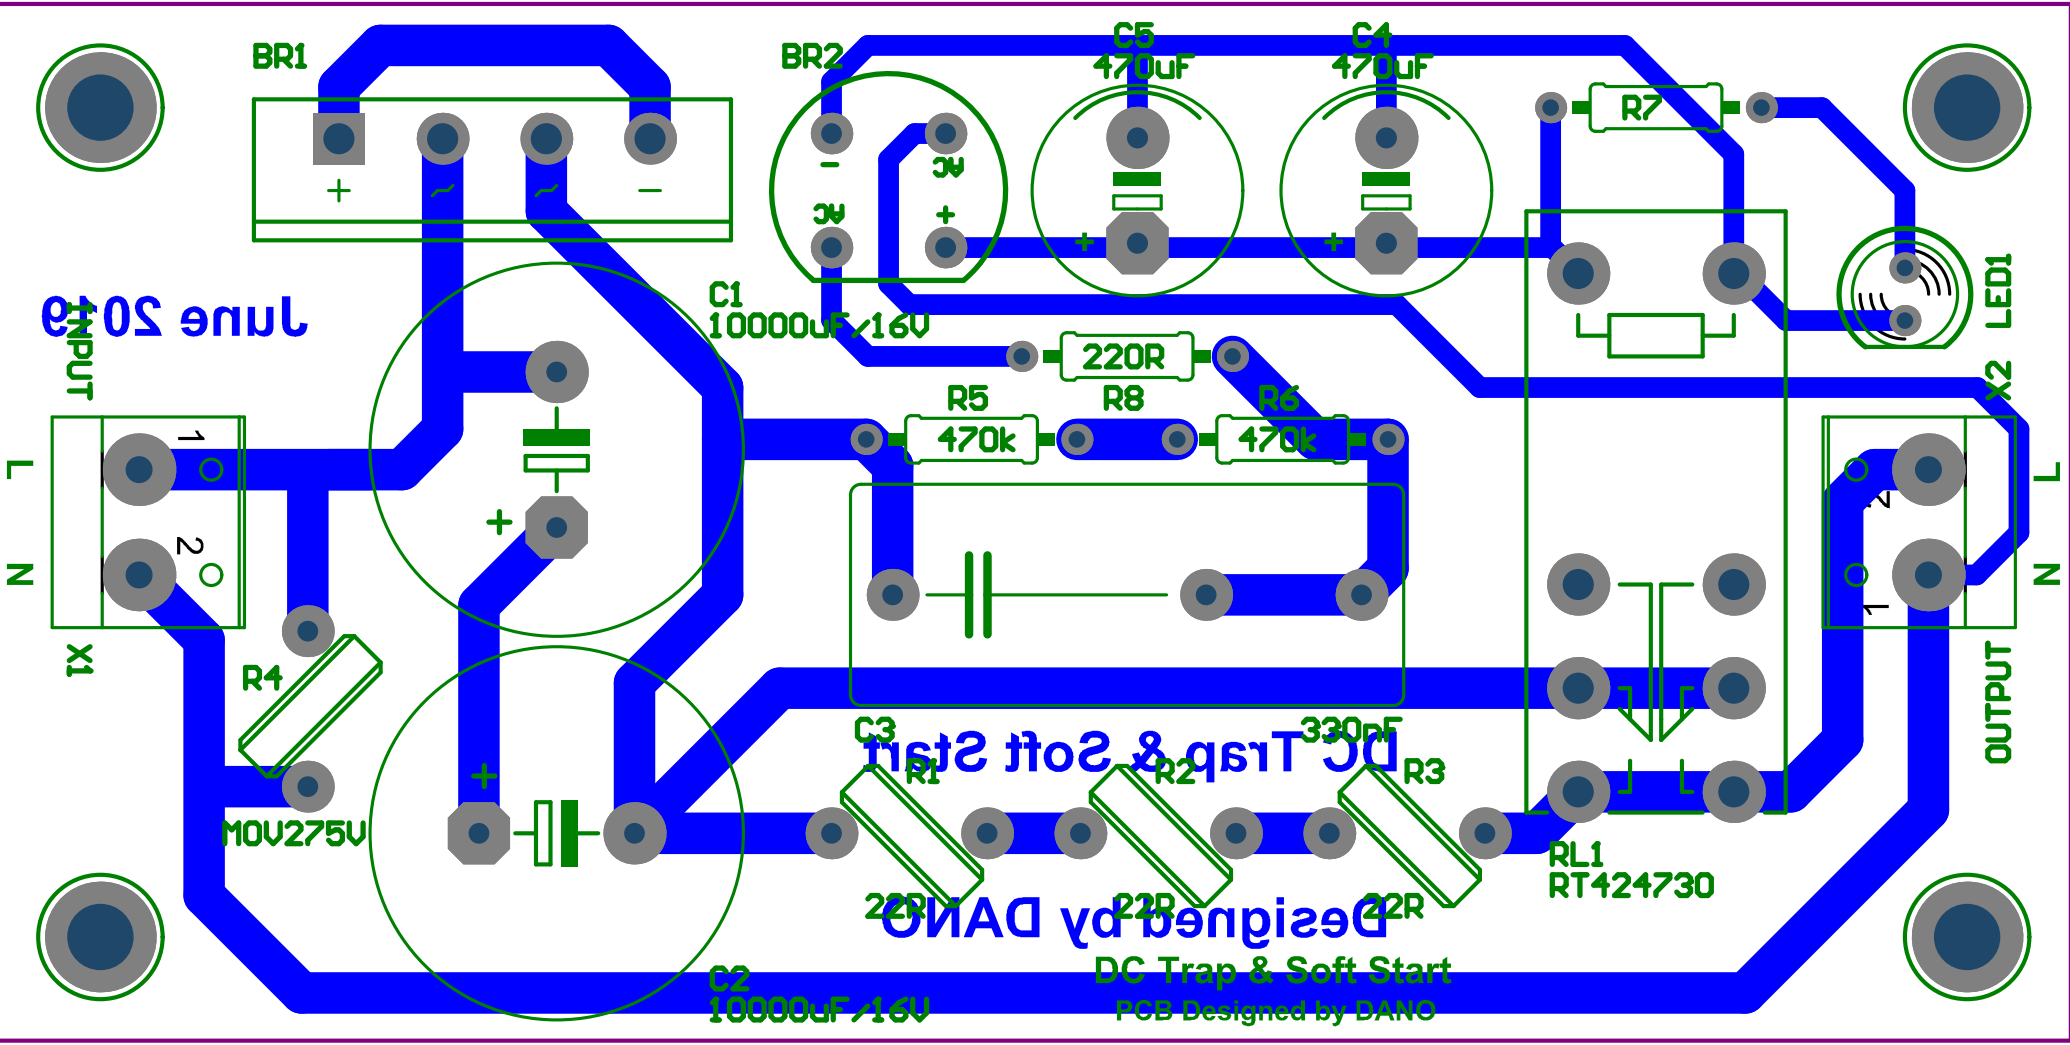 BR1
BR2
C5
470uF
C4
470uF
R7
+
~
~
-
-
AC
AC
+
+
+
LED1
June 2019
INPUT
C1
10000uF/16V
220R
X2
R5
R8
R6
470k
470k
1
L
2
L
+
2
N
1
N
X1
R4
OUTPUT
C3
330nF
DC Trap & Soft Start
R1
R2
R3
+
MOV275V
RL1
RT424730
22R
22R
22R
Designed by DANO
C2
10000uF/16V
DC Trap & Soft Start
PCB Designed by DANO